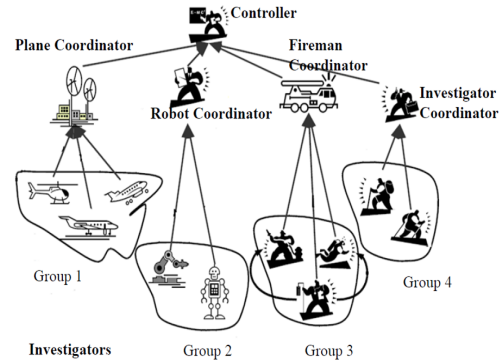 Controller
Plane Coordinator
Fireman
Coordinator
Robot Coordinator
Investigator
Coordinator
Group 1
Group 4
Investigators
Group 2
Group 3